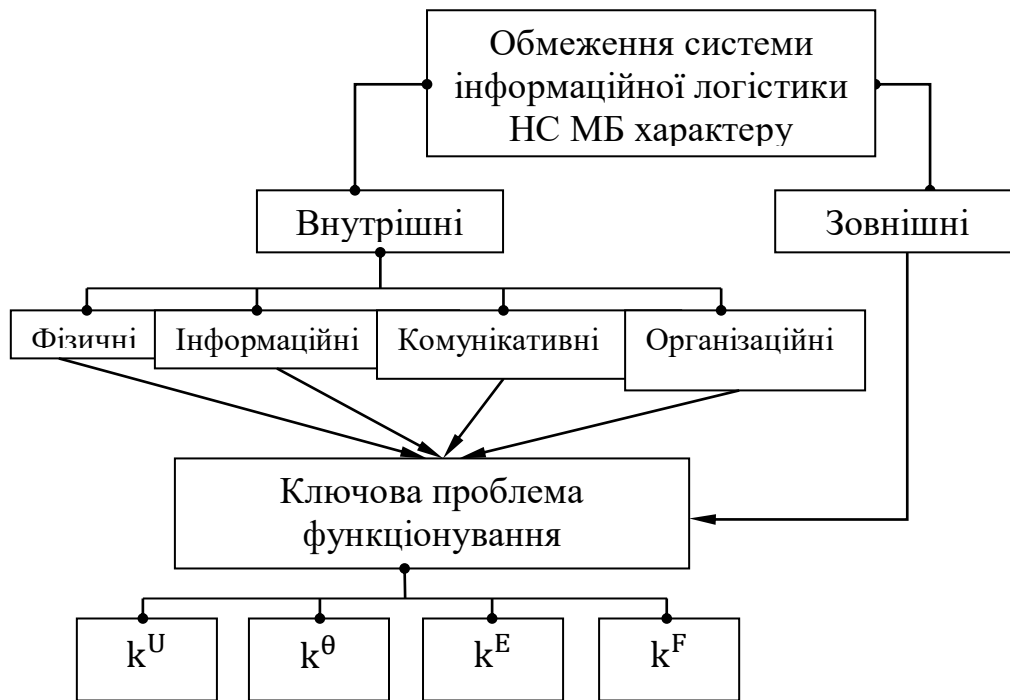 Обмеження системи
інформаційної логістики
НС МБ характеру
Внутрішні
Зовнішні
Фізичні
Інформаційні
Комунікативні
Організаційні
Ключова проблема
функціонування
k^U
k^θ
k^E
k^F